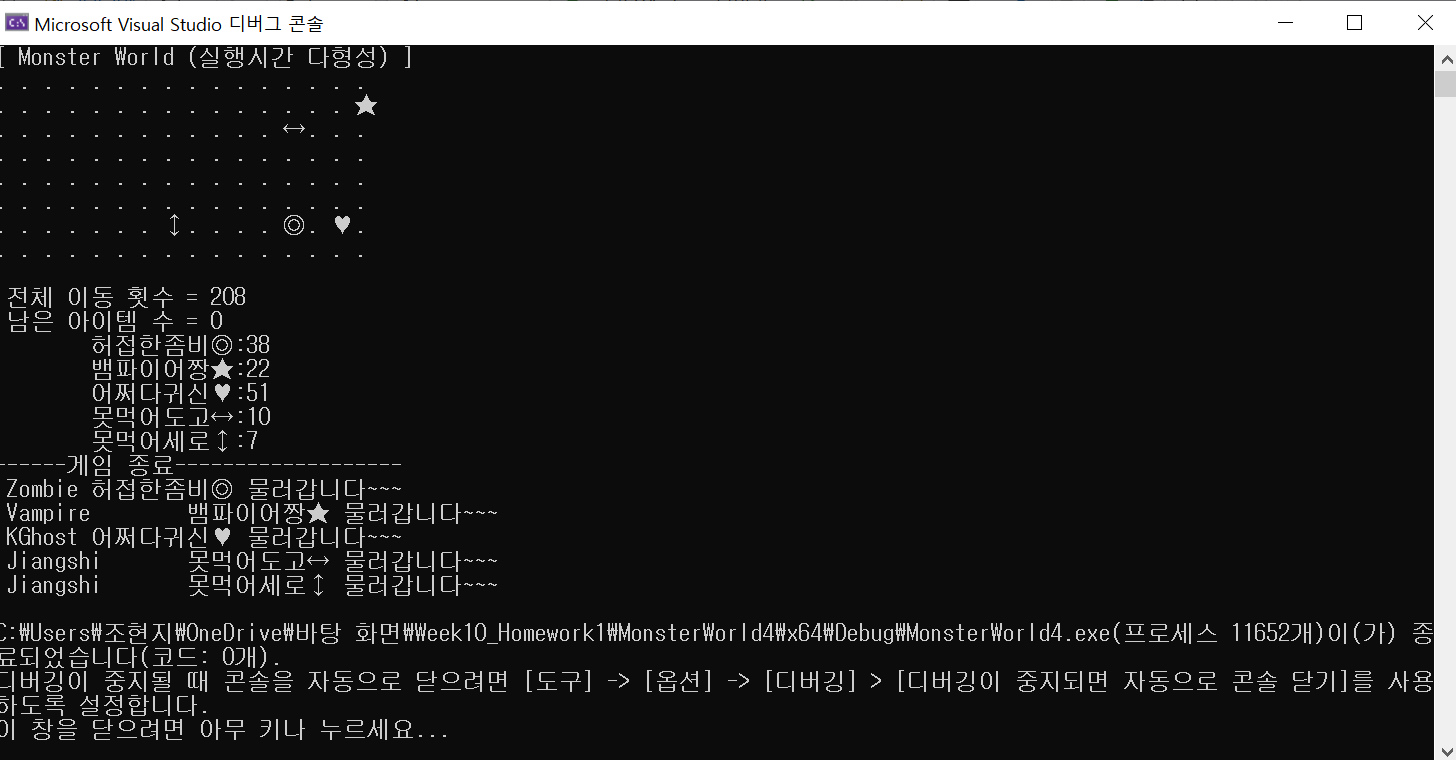 Microsoft Visual Studio 디버그 콘솔
[ Monster World (실행시간 다형성) ]
. . . . . . . . . . . . . . . .
. . . . . . . . . . . . . . . ★
. . . . . . . . . . . . ↔. . .
. . . . . . . . . . . . . . . .
. . . . . . . . . . . . . . . .
. . . . . . . . . . . . . . . .
. . . . . . . ↕. . . . ◎. ♥.
. . . . . . . . . . . . . . . .
전체 이동 횟수 = 208
남은 아이템 수 = 0
허접한좀비◎:38
뱀파이어짱★:22
어쩌다귀신♥:51
못먹어도고↔:10
못먹어세로↕:7
------게임 종료-------------------
Zombie 허접한좀비◎ 물러갑니다~~~
Vampire 뱀파이어짱★ 물러갑니다~~~
KGhost 어쩌다귀신♥ 물러갑니다~~~
Jiangshi 못먹어도고↔ 물러갑니다~~~
Jiangshi 못먹어세로↕ 물러갑니다~~~
C:₩Users₩조현지₩OneDrive₩바탕 화면₩Week10_Homework1₩MonsterWorld4₩x64₩Debug₩MonsterWorld4.exe(프로세스 11652개)이(가) 종
료되었습니다(코드: 0개).
디버깅이 중지될 때 콘솔을 자동으로 닫으려면 [도구] -> [옵션] -> [디버깅] > [디버깅이 중지되면 자동으로 콘솔 닫기]를 사용
하도록 설정합니다.
이 창을 닫으려면 아무 키나 누르세요...